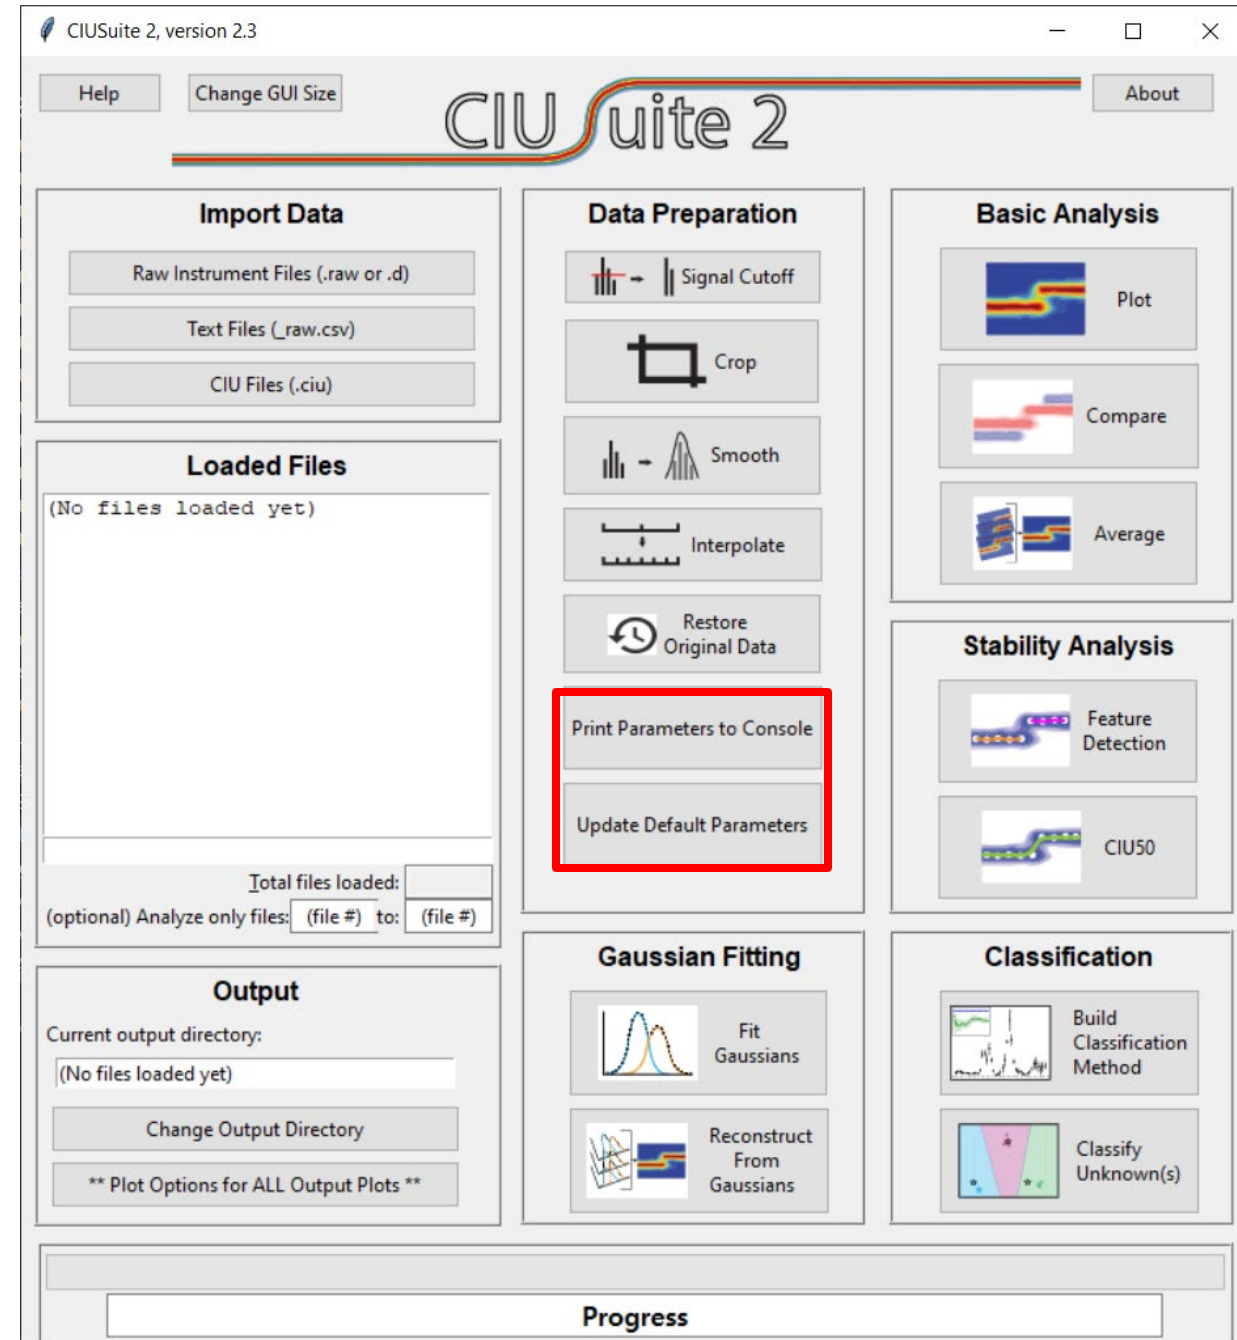 CIUSuite 2, version 2.3
Help
Change GUI Size
CIUSuite 2
About
Import Data
Raw Instrument Files (.raw or .d)
Text Files (_raw.csv)
CIU Files (.ciu)
Loaded Files
(No files loaded yet)
Total files loaded:
(optional) Analyze only files: (file #) to: (file #)
Output
Current output directory:
(No files loaded yet)
Change Output Directory
** Plot Options for ALL Output Plots **
Data Preparation
Signal Cutoff
Crop
Smooth
Interpolate
Restore
Original Data
Print Parameters to Console
Update Default Parameters
Gaussian Fitting
Fit
Gaussians
Reconstruct
From
Gaussians
Basic Analysis
Plot
Compare
Average
Stability Analysis
Feature
Detection
CIU50
Classification
Build
Classification
Method
Classify
Unknown(s)
Progress